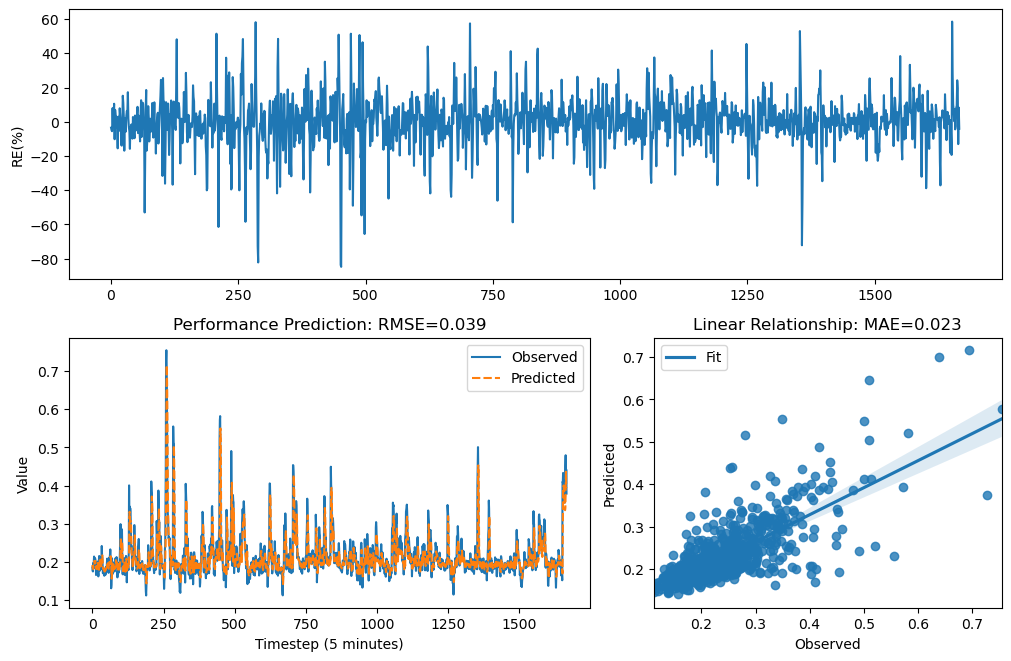 60
40
20
0
−20
−40
−60
−80
RE(%)
0 250 500 750 1000 1250 1500
Performance Prediction: RMSE=0.039
Observed
Predicted
0.7
0.6
0.5
0.4
0.3
0.2
0.1
Value
0 250 500 750 1000 1250 1500
Timestep (5 minutes)
Linear Relationship: MAE=0.023
Fit
0.7
0.6
0.5
0.4
0.3
0.2
Predicted
0.2 0.3 0.4 0.5 0.6 0.7
Observed